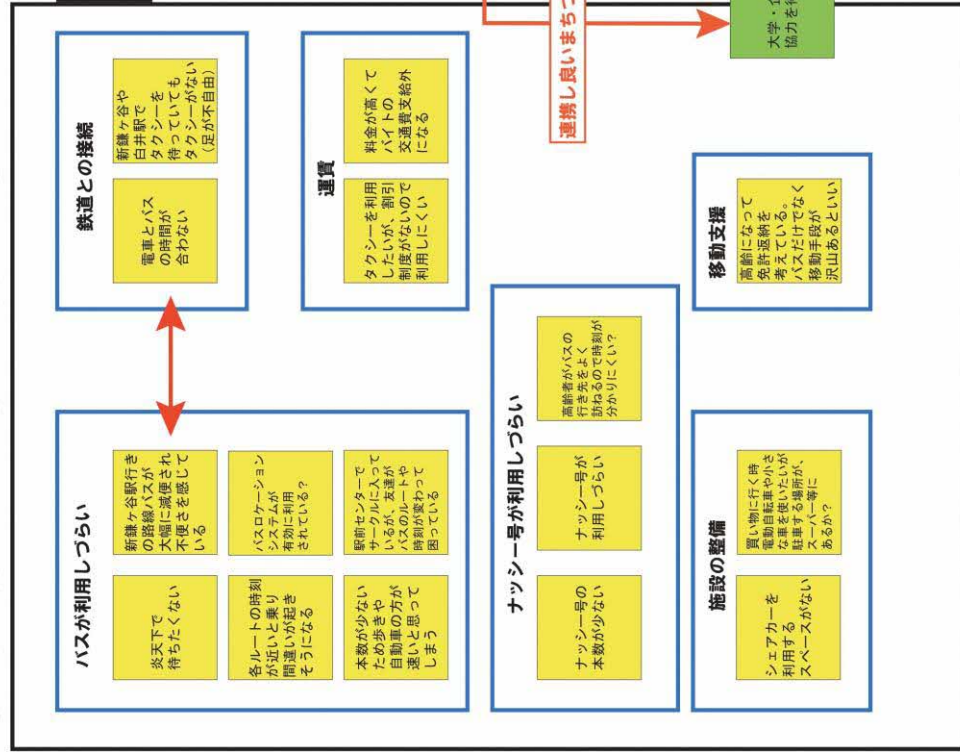 バスが利用しづらい
炎天下で
待ちたくない
新鎌ヶ谷駅行き
の路線バスが
大幅に減便され
不便さを感じて
いる
各ルートの時刻
が近いと乗り
間違いが起き
そうになる
バスロケーション
システムが
有効に利用
されている?
本数が少ない
ため歩きや
自動車の方が
速いと思って
しまう
駅前センターで
サークルに入って
いるが、友達が
バスのルートや
時刻が変わって
困っている
鉄道との接続
電車とバス
の時間が
合わない
新鎌ヶ谷や
白井駅で
タクシーを
待っていても
タクシーがない
(足が不自由)
運賃
タクシーを利用
したいが、割引
制度がないので
利用しにくい
料金が高くて
バイトの
交通費支給外
になる
ナッシー号が利用しづらい
ナッシー号の
本数が少ない
ナッシー号が
利用しづらい
高齢者がバスの
行き先をよく
訪ねるので時刻が
分かりにくい?
施設の整備
シェアカーを
利用する
スペースがない
買い物に行く時
電動自転車や小さ
な車を使いたいが
駐車する場所が、
スーパー等に
あるか?
移動支援
高齢になって
免許返納を
考えている。
バスだけでなく
移動手段が
沢山あるといい
連携し良いまちつ
大学・企
協力を得